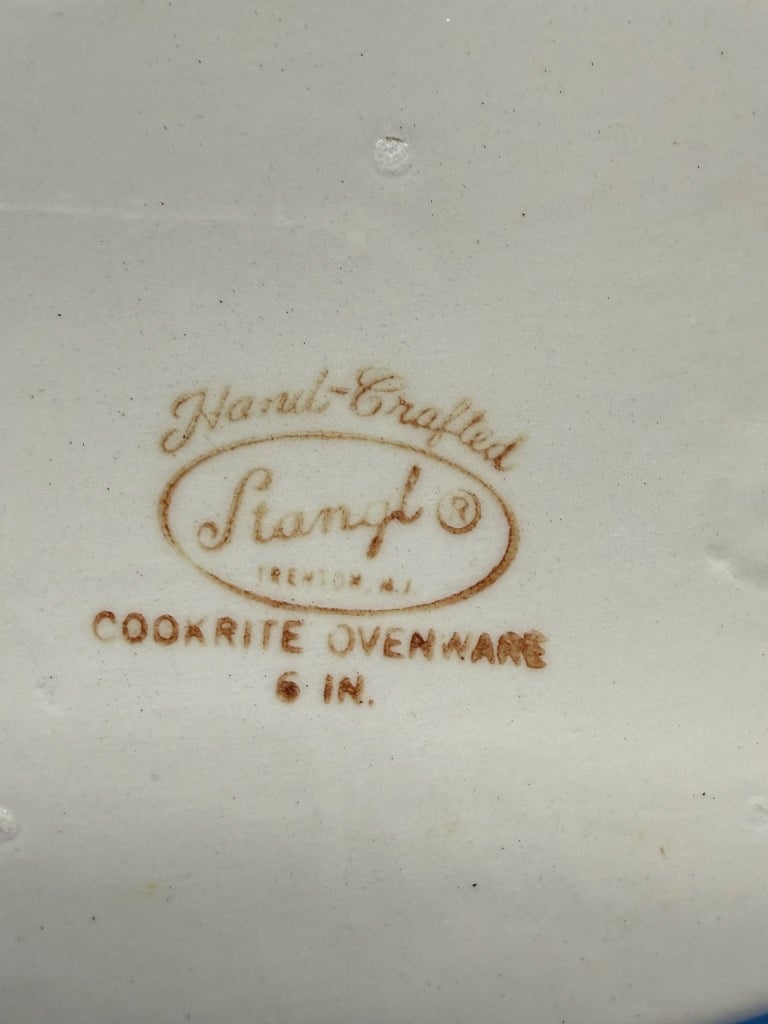 Hand-Crafted
Stangl ®
TRENTON, N.J.
COOKRITE OVENWARE
6 IN.